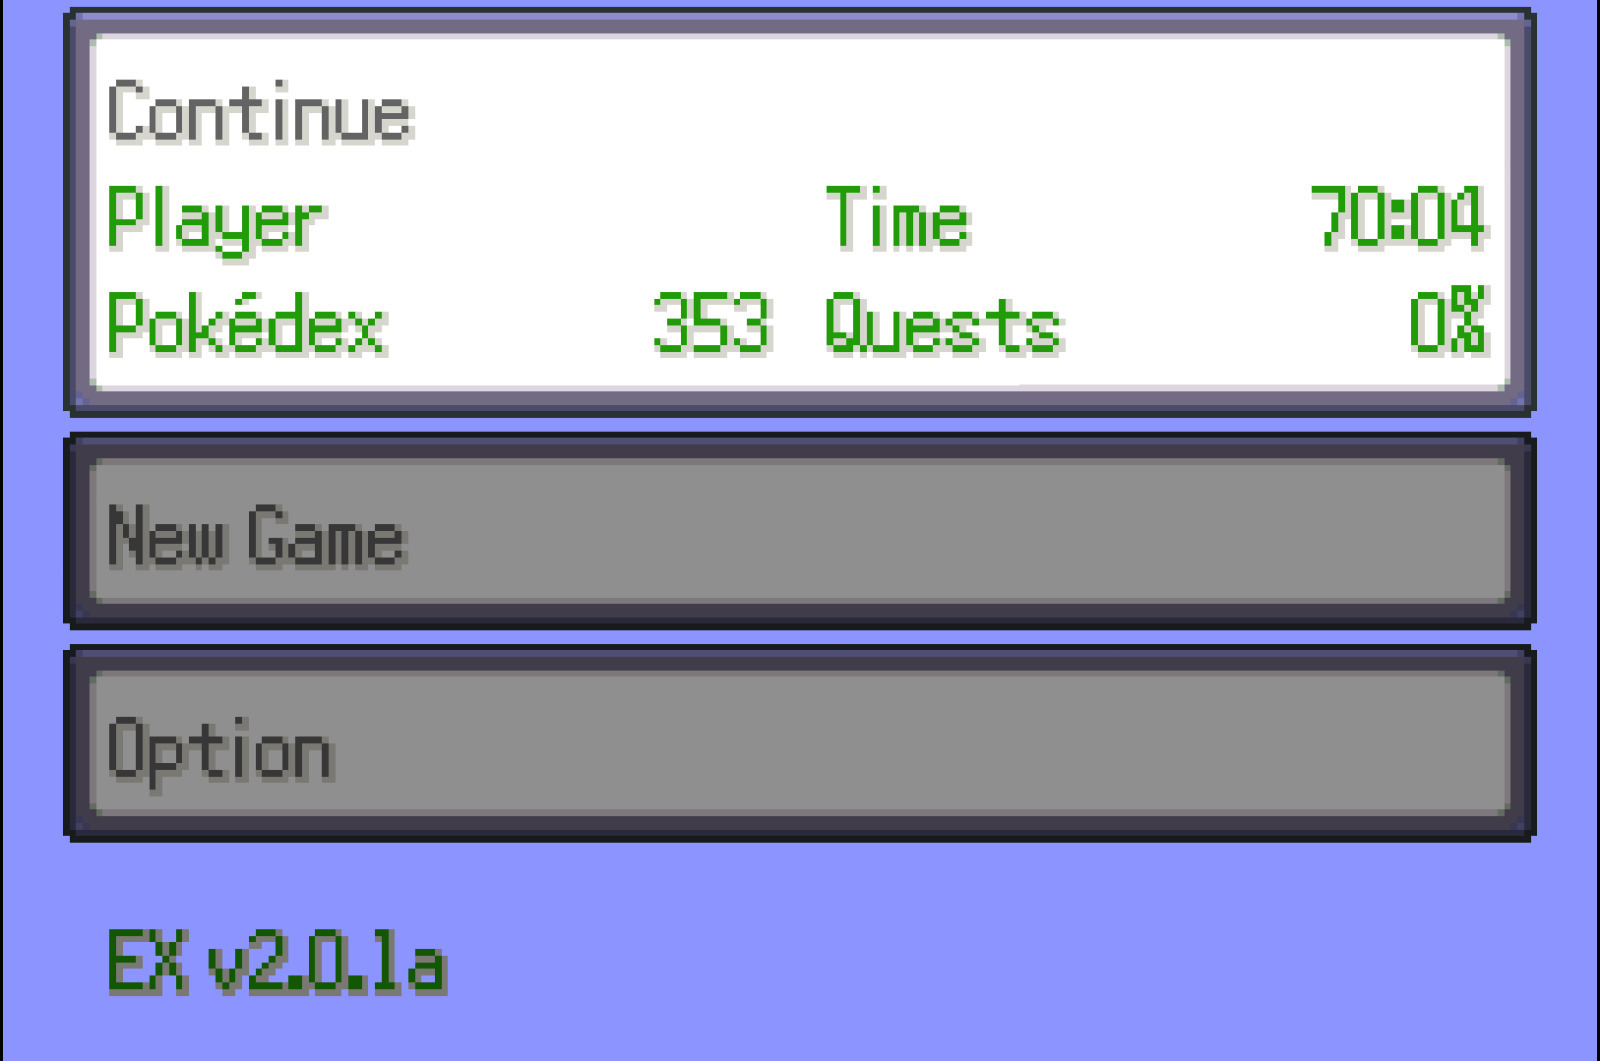 Continue
Player Time 70:04
Pokédex 353 Quests 0%
New Game
Option
EX v2.0.1a